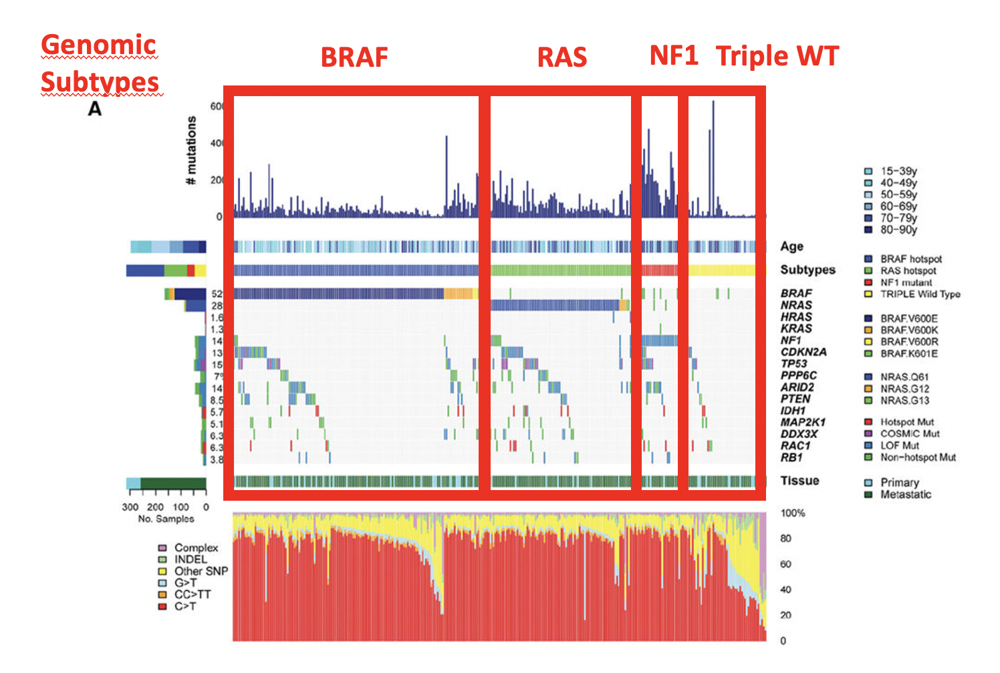 Genomic
Subtypes
BRAF
RAS
NF1
Triple WT
A
# mutations
600
400
200
0
15-39y
40-49y
50-59y
60-69y
70-79y
80-90y
Age
Subtypes
BRAF hotspot
RAS hotspot
NF1 mutant
TRIPLE Wild Type
52
BRAF
28
NRAS
1.6
HRAS
1.3
KRAS
14
NF1
13
CDKN2A
15
TP53
7
PPP6C
14
ARID2
8.5
PTEN
5.7
IDH1
5.1
MAP2K1
6.3
DDX3X
6.3
RAC1
3.8
RB1
BRAF.V600E
BRAF.V600K
BRAF.V600R
BRAF.K601E
NRAS.Q61
NRAS.G12
NRAS.G13
Hotspot Mut
COSMIC Mut
LOF Mut
Non-hotspot Mut
Tissue
Primary
Metastatic
300 200 100 0
No. Samples
Complex
INDEL
Other SNP
G>T
CC>TT
C>T
100%
80
60
40
20
0